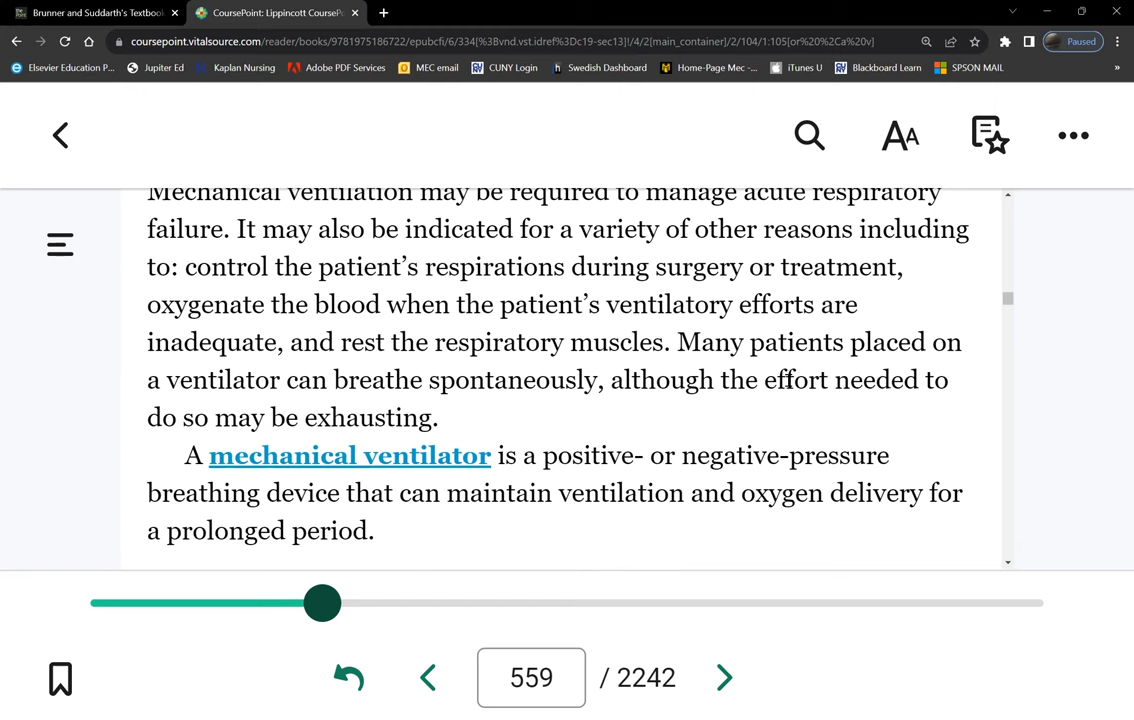 Brunner and Suddarth's Textbook
CoursePoint: Lippincott CourseP
coursepoint.vitalsource.com/reader/books/9781975186722/epubcfi/6/334[%3Bvnd.vst.idref%3Dc19-sec13]!/4/2[main_container]/2/104/1:105[or%20%2Ca%20v]
Paused
Elsevier Education P...
Jupiter Ed
Kaplan Nursing
Adobe PDF Services
MEC email
CUNY Login
Swedish Dashboard
Home-Page Mec -...
iTunes U
Blackboard Learn
SPSON MAIL
»
AA
Mechanical ventilation may be required to manage acute respiratory
failure. It may also be indicated for a variety of other reasons including
to: control the patient’s respirations during surgery or treatment,
oxygenate the blood when the patient’s ventilatory efforts are
inadequate, and rest the respiratory muscles. Many patients placed on
a ventilator can breathe spontaneously, although the effort needed to
do so may be exhausting.
A mechanical ventilator is a positive- or negative-pressure
breathing device that can maintain ventilation and oxygen delivery for
a prolonged period.
559 / 2242